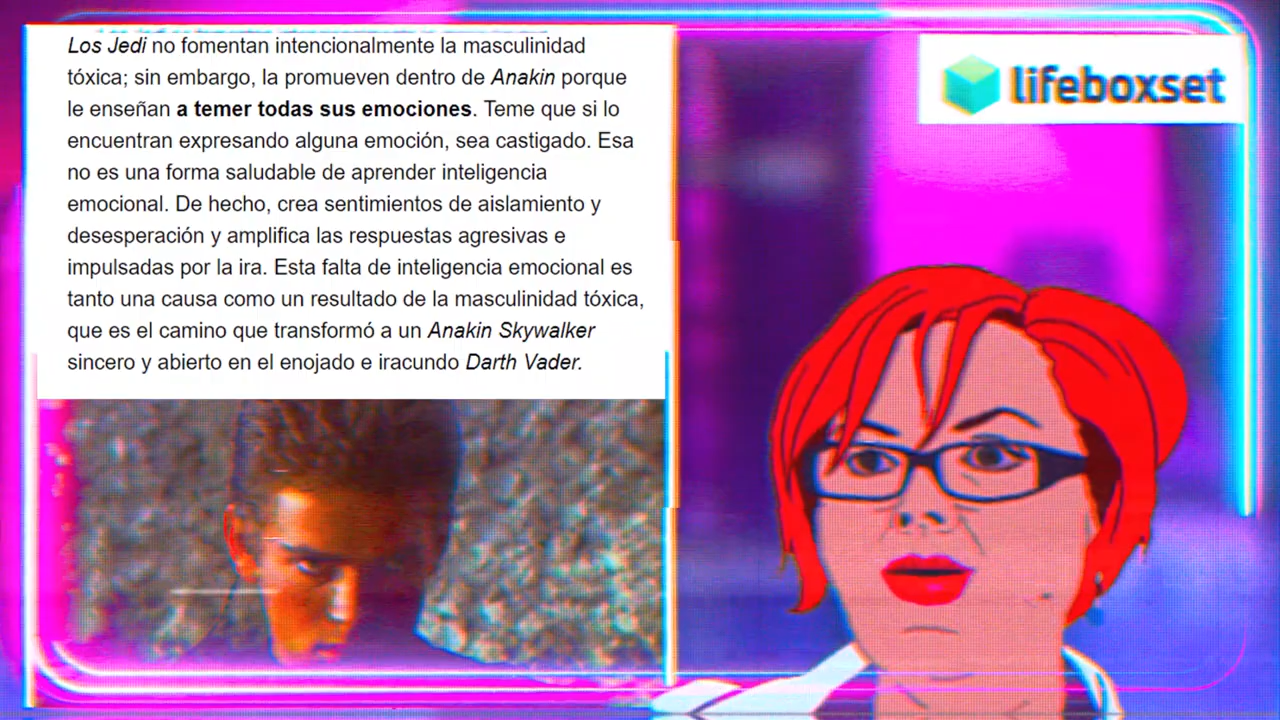 Los Jedi no fomentan intencionalmente la masculinidad
tóxica; sin embargo, la promueven dentro de Anakin porque
le enseñan a temer todas sus emociones. Teme que si lo
encuentran expresando alguna emoción, sea castigado. Esa
no es una forma saludable de aprender inteligencia
emocional. De hecho, crea sentimientos de aislamiento y
desesperación y amplifica las respuestas agresivas e
impulsadas por la ira. Esta falta de inteligencia emocional es
tanto una causa como un resultado de la masculinidad tóxica,
que es el camino que transformó a un Anakin Skywalker
sincero y abierto en el enojado e iracundo Darth Vader.
lifeboxset